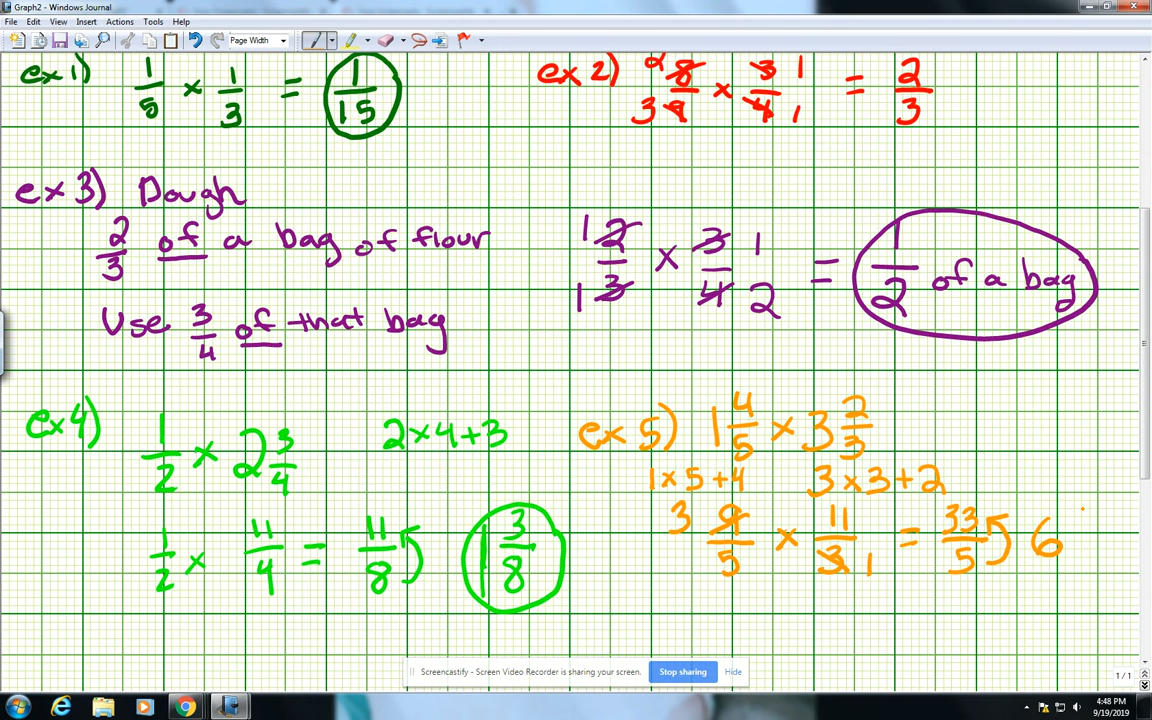 Graph2 - Windows Journal
File Edit View Insert Actions Tools Help
Page Width
ex 1) 1/5 × 1/3 = 1/15
ex 2) 2 8/9 3 × 3/4 1 1 = 2/3
ex 3) Dough
2/3 of a bag of flour
Use 3/4 of that bag
1 2/3 1 × 3/4 1 2 = 1/2 of a bag
ex 4) 1/2 × 2 3/4
2×4+3
1/2 × 11/4 = 11/8 1 3/8
ex 5) 1 4/5 × 3 2/3
1×5+4 3×3+2
3 9/5 × 11/3 1 = 33/5 6
Screencastify - Screen Video Recorder is sharing your screen. Stop sharing Hide
1 / 1
4:48 PM
9/19/2019